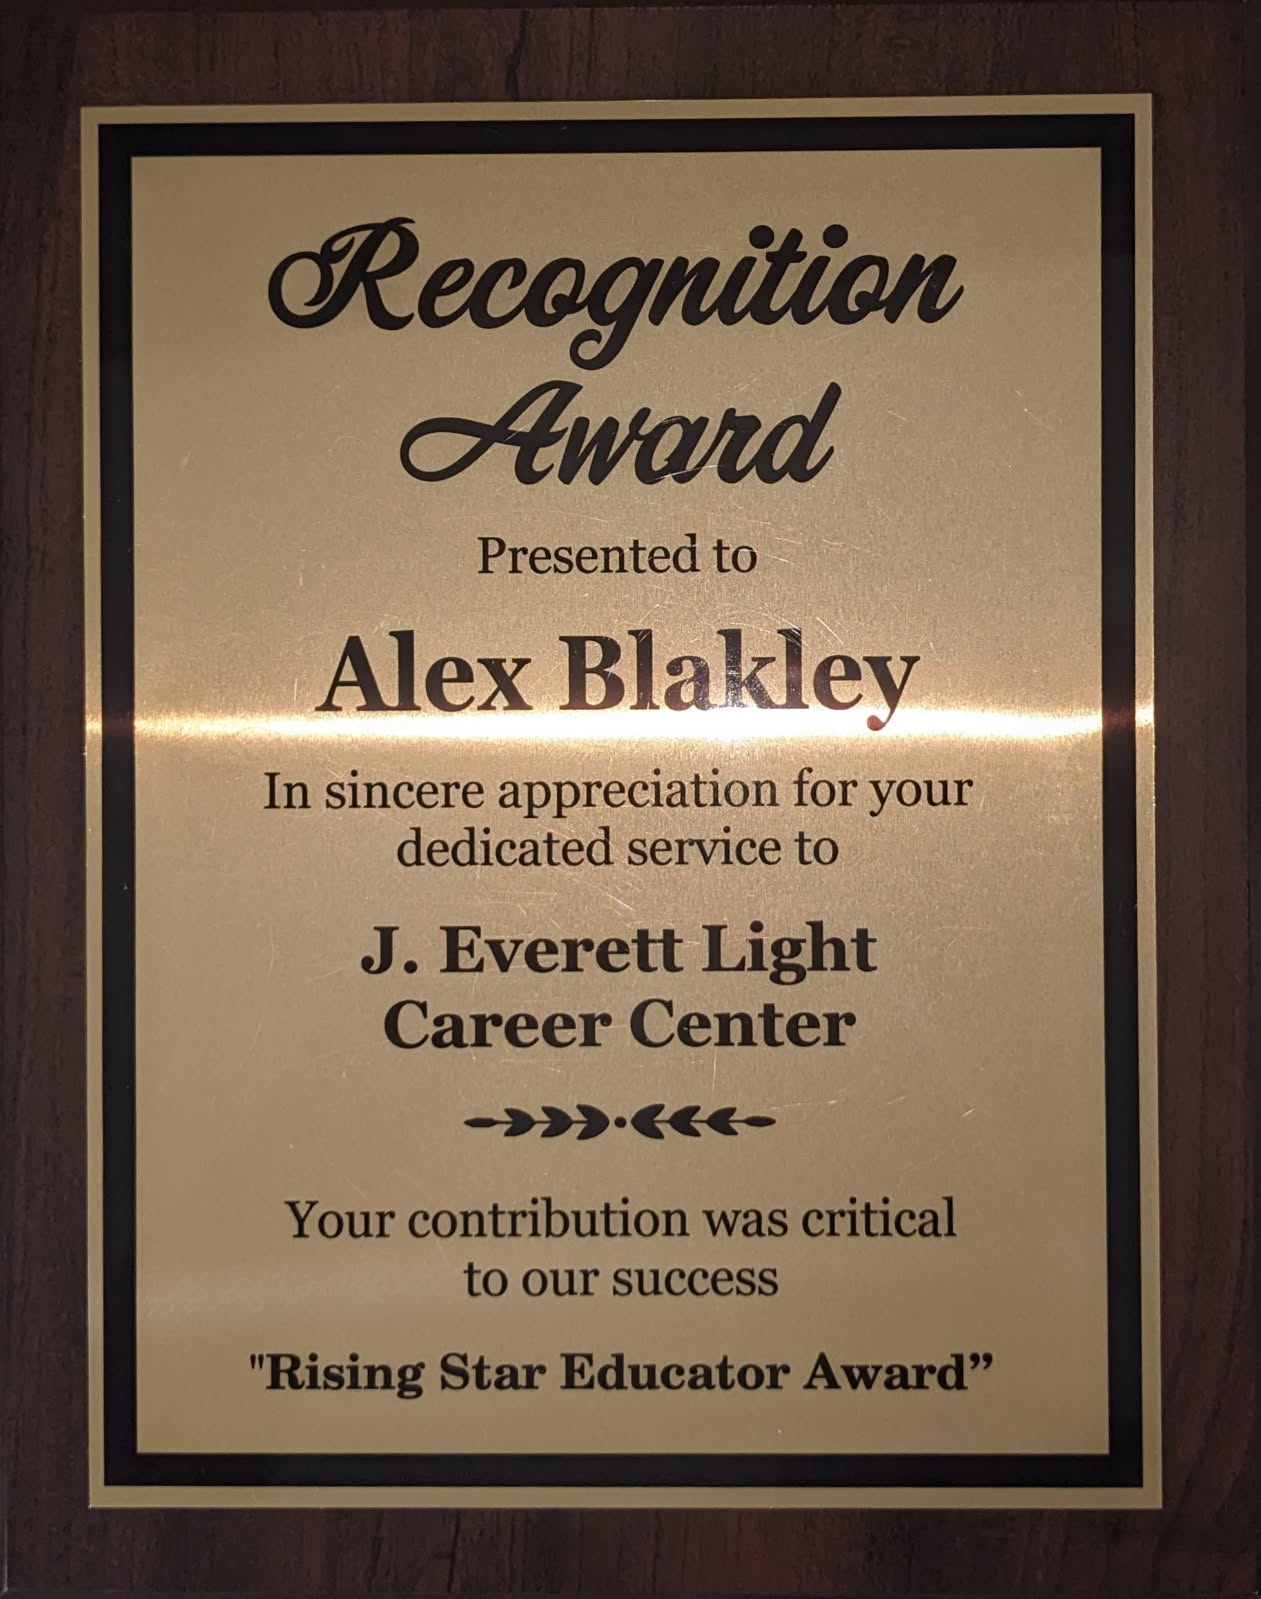 Recognition
Award
Presented to
Alex Blakley
In sincere appreciation for your
dedicated service to
J. Everett Light
Career Center
Your contribution was critical
to our success
"Rising Star Educator Award”